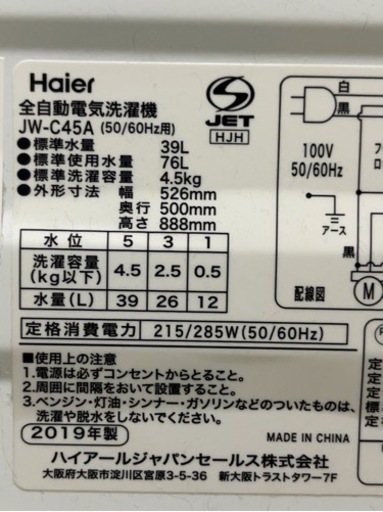 Haier
全自動電気洗濯機
JW-C45A (50/60Hz用)
S
JET
HJH
●標準水量 39L
●標準使用水量 76L
●標準洗濯容量 4.5kg
●外形寸法 幅 526mm
奥行 500mm
高さ 888mm
水位 5 3 1
洗濯容量(kg以下) 4.5 2.5 0.5
水量(L) 39 26 12
定格消費電力 215/285W(50/60Hz)
白
黒
100V
50/60Hz
アース
黒
M
配線図
■使用上の注意
1.電源は必ずコンセントからとること。
2.周囲に間隔をおいて設置すること。
3.ベンジン・灯油・シンナー・ガソリンなどのついたものは、
洗濯や脱水をしないでください。
2019年製
MADE IN CHINA
ハイアールジャパンセールス株式会社
大阪府大阪市淀川区宮原3-5-36 新大阪トラストタワー7F